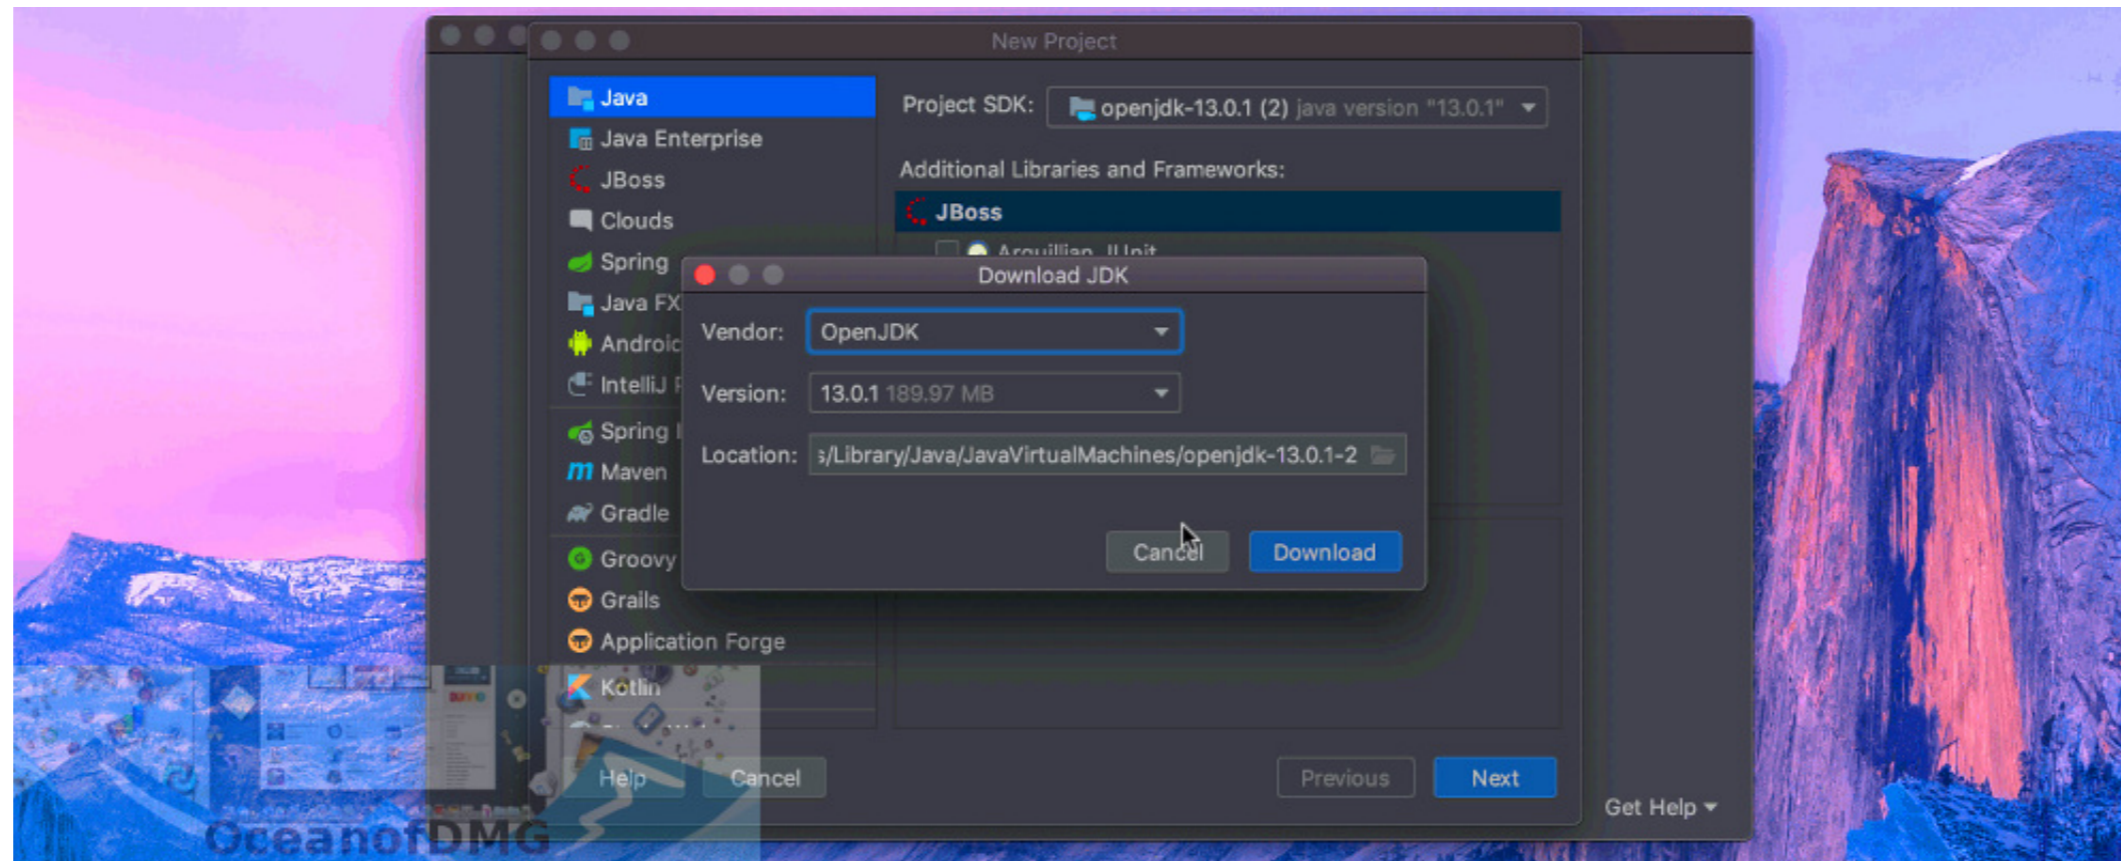 New Project
Java
Java Enterprise
JBoss
Clouds
Spring
Java FX
Android
IntelliJ P
Spring I
Maven
Gradle
Groovy
Grails
Application Forge
Kotlin
Project SDK: openjdk-13.0.1 (2) java version "13.0.1"
Additional Libraries and Frameworks:
JBoss
Arquillian JUnit
Download JDK
Vendor: OpenJDK
Version: 13.0.1 189.97 MB
Location: s/Library/Java/JavaVirtualMachines/openjdk-13.0.1-2
Cancel Download
Help Cancel Previous Next
Get Help
OceanofDMG